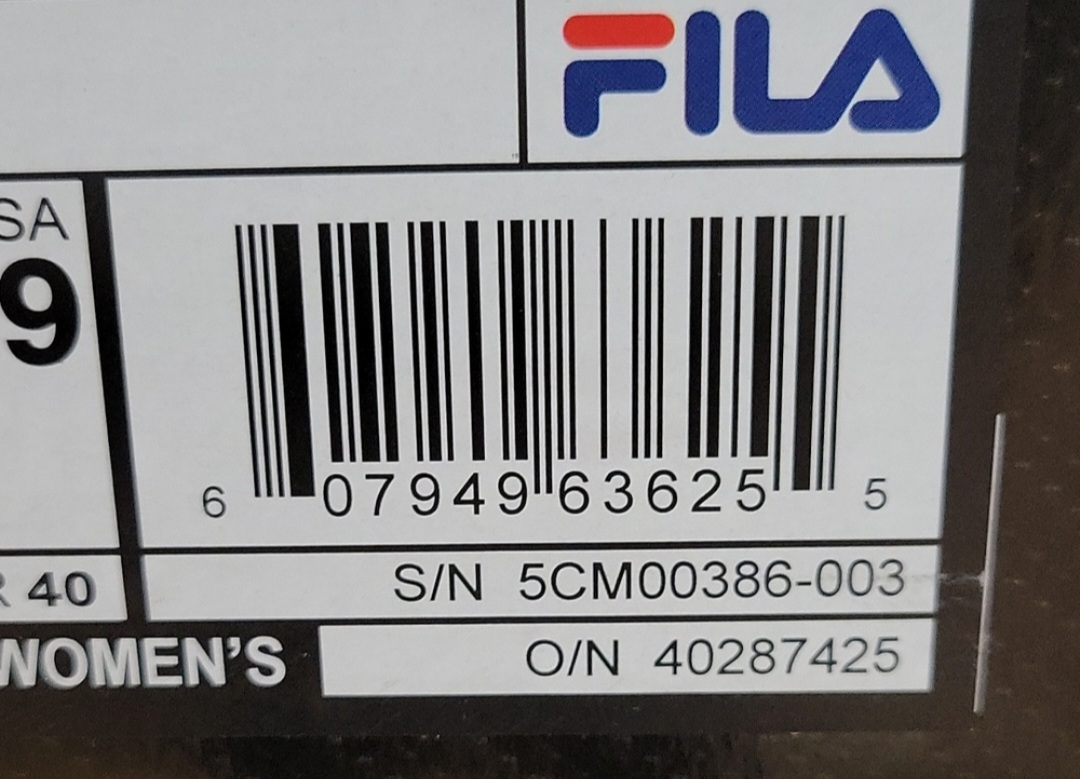 FILA
SA
9
6 07949 63625 5
R 40
S/N 5CM00386-003
WOMEN'S
O/N 40287425